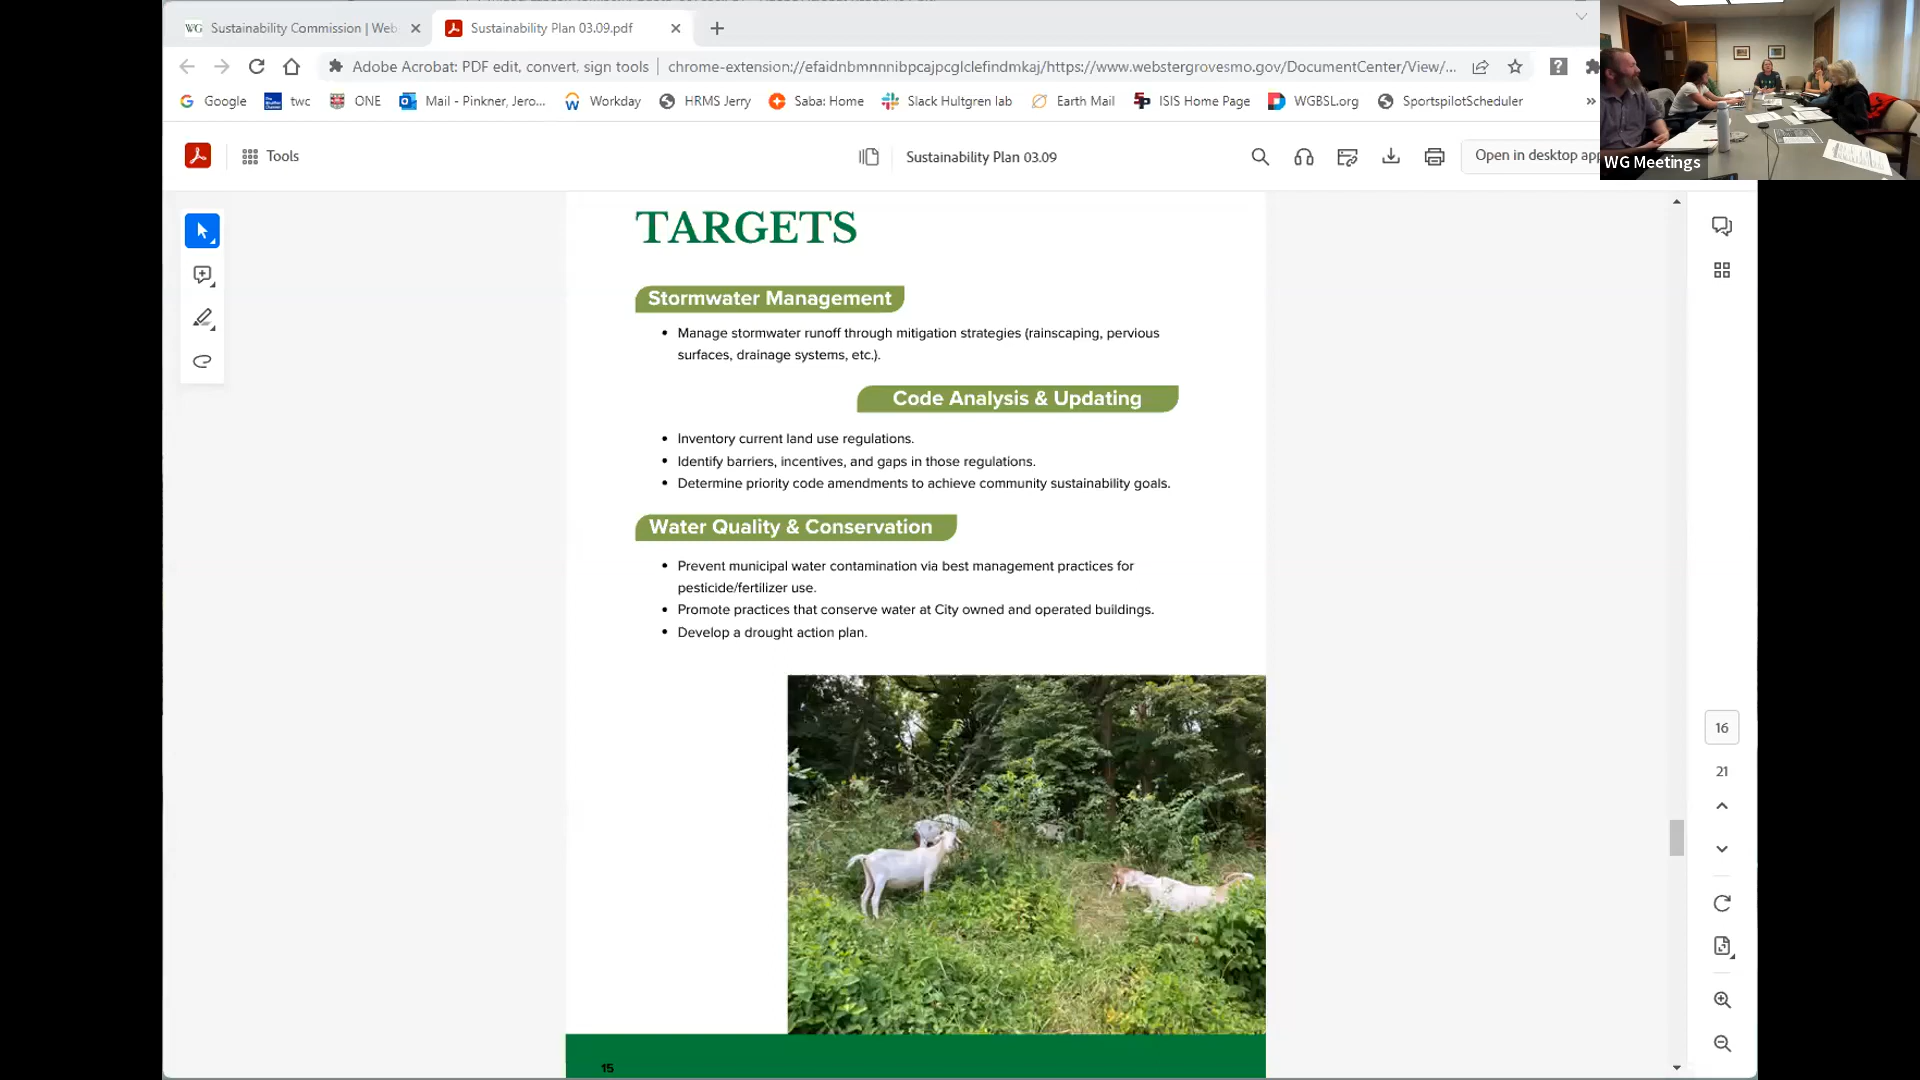 WG Sustainability Commission | Web
Sustainability Plan 03.09.pdf
Adobe Acrobat: PDF edit, convert, sign tools
chrome-extension://efaidnbmnnnibpcajpcglclefindmkaj/https://www.webstergrovesmo.gov/DocumentCenter/View/...
Google
twc
ONE
Mail - Pinkner, Jero...
Workday
HRMS Jerry
Saba: Home
Slack Hultgren lab
Earth Mail
ISIS Home Page
WGBSL.org
SportspilotScheduler
»
WG Meetings
Tools
Sustainability Plan 03.09
Open in desktop app
TARGETS
Stormwater Management
• Manage stormwater runoff through mitigation strategies (rainscaping, pervious
surfaces, drainage systems, etc.).
Code Analysis & Updating
• Inventory current land use regulations.
• Identify barriers, incentives, and gaps in those regulations.
• Determine priority code amendments to achieve community sustainability goals.
Water Quality & Conservation
• Prevent municipal water contamination via best management practices for
pesticide/fertilizer use.
• Promote practices that conserve water at City owned and operated buildings.
• Develop a drought action plan.
16
21
15